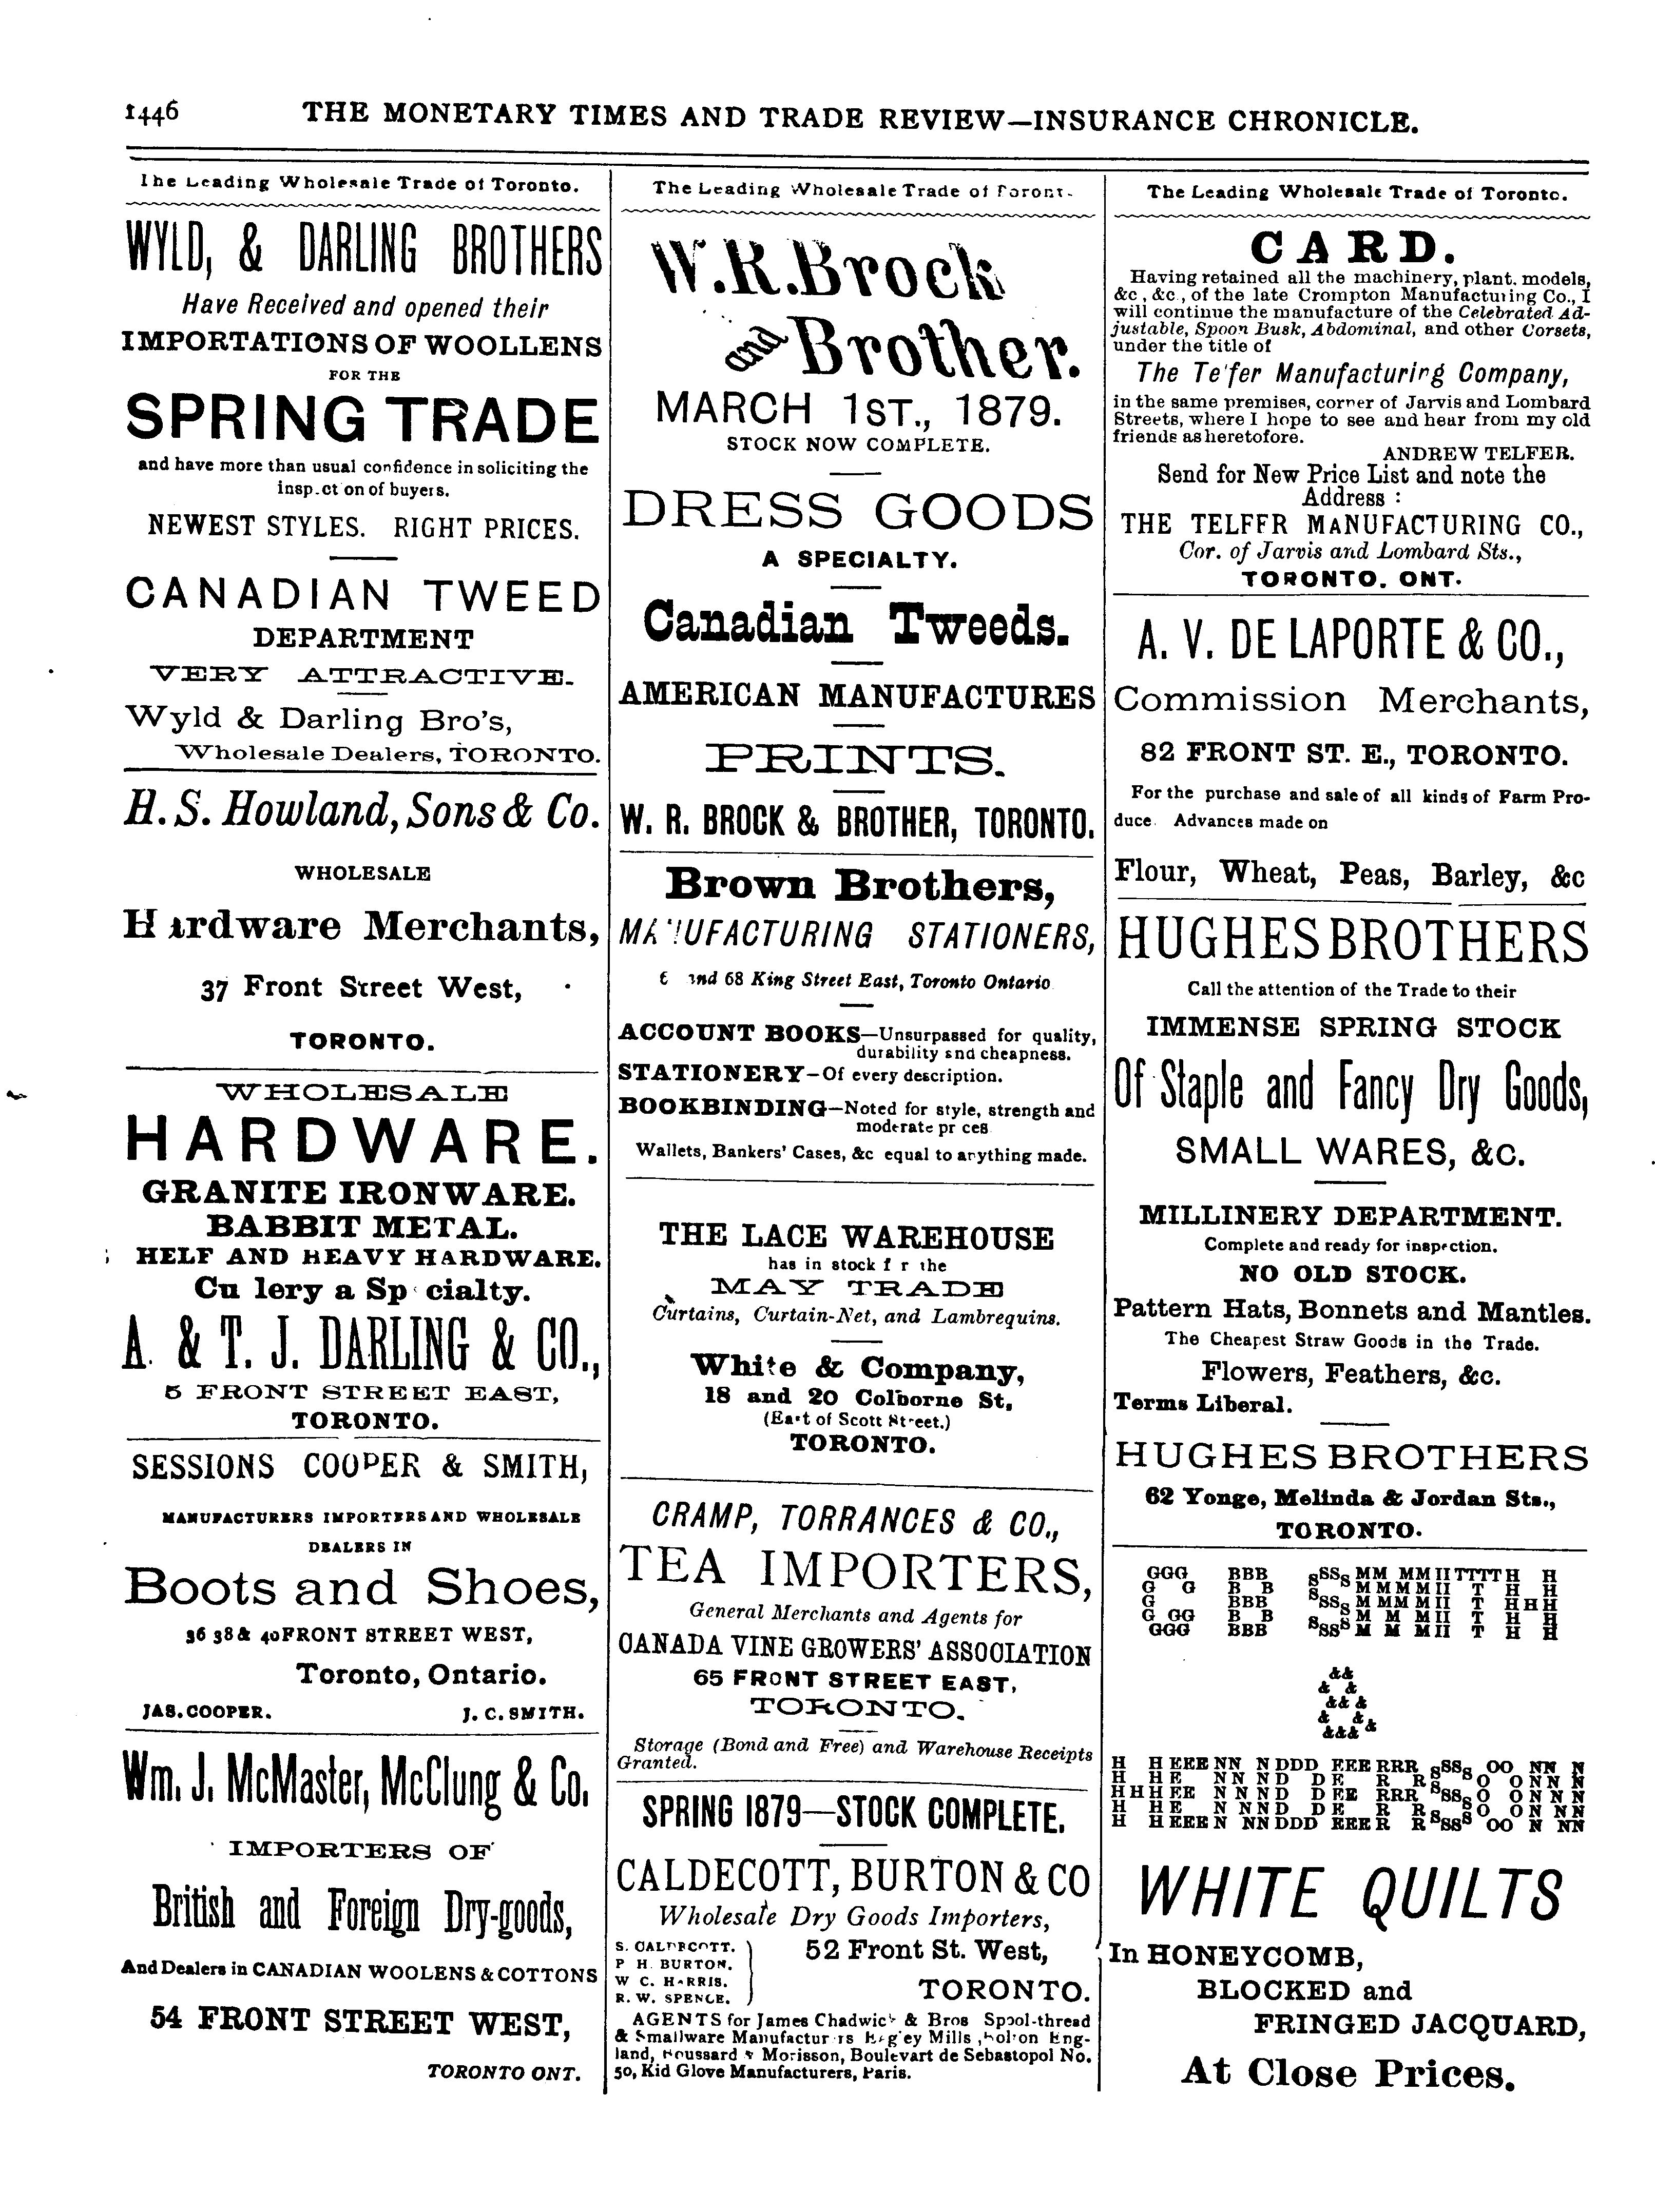 1446
THE MONETARY TIMES AND TRADE REVIEW—INSURANCE CHRONICLE.
The Leading Wholesale Trade of Toronto.
WYLD, & DARLING BROTHERS
Have Received and opened their
IMPORTATIONS OF WOOLLENS
FOR THE
SPRING TRADE
and have more than usual confidence in soliciting the
insp.ct on of buyers.
NEWEST STYLES. RIGHT PRICES.
CANADIAN TWEED
DEPARTMENT
VERY ATTRACTIVE.
Wyld & Darling Bro's,
Wholesale Dealers, TORONTO.
H. S. Howland, Sons & Co.
WHOLESALE
Hardware Merchants,
37 Front Street West,
TORONTO.
WHOLESALE
HARDWARE.
GRANITE IRONWARE.
BABBIT METAL.
HELF AND HEAVY HARDWARE.
Cu lery a Sp cialty.
A. & T. J. DARLING & CO.,
5 FRONT STREET EAST,
TORONTO.
SESSIONS COOPER & SMITH,
MANUFACTURERS IMPORTERS AND WHOLESALE
DEALERS IN
Boots and Shoes,
36 38 & 40 FRONT STREET WEST,
Toronto, Ontario.
JAS. COOPER. J. C. SMITH.
Wm. J. McMaster, McClung & Co.
IMPORTERS OF
British and Foreign Dry-goods,
And Dealers in CANADIAN WOOLENS & COTTONS
54 FRONT STREET WEST,
TORONTO ONT.
The Leading Wholesale Trade of Toront.
W. R. Brock
and Brother.
MARCH 1ST., 1879.
STOCK NOW COMPLETE.
DRESS GOODS
A SPECIALTY.
Canadian Tweeds.
AMERICAN MANUFACTURES
PRINTS.
W. R. BROCK & BROTHER, TORONTO.
Brown Brothers,
MANUFACTURING STATIONERS,
and 68 King Street East, Toronto Ontario
ACCOUNT BOOKS—Unsurpassed for quality,
durability and cheapness.
STATIONERY—Of every description.
BOOKBINDING—Noted for style, strength and
moderate pr ces
Wallets, Bankers' Cases, &c equal to anything made.
THE LACE WAREHOUSE
has in stock f r the
MAY TRADE
Curtains, Curtain-Net, and Lambrequins.
White & Company,
18 and 20 Colborne St,
(East of Scott Street.)
TORONTO.
CRAMP, TORRANCES & CO.,
TEA IMPORTERS,
General Merchants and Agents for
CANADA VINE GROWERS' ASSOCIATION
65 FRONT STREET EAST,
TORONTO.
Storage (Bond and Free) and Warehouse Receipts
Granted.
SPRING 1879—STOCK COMPLETE.
CALDECOTT, BURTON & CO
Wholesale Dry Goods Importers,
S. CALDECOTT.
P H. BURTON.
W C. HARRIS.
R. W. SPENCE.
52 Front St. West,
TORONTO.
AGENTS for James Chadwick & Bros Spool-thread
& Smallware Manufacturers Eagley Mills, Bolton Eng-
land, Roussard & Morisson, Boulevart de Sebastopol No.
50, Kid Glove Manufacturers, Paris.
The Leading Wholesale Trade of Toronto.
CARD.
Having retained all the machinery, plant. models,
&c, &c., of the late Crompton Manufacturing Co., I
will continue the manufacture of the Celebrated Ad-
justable, Spoon Busk, Abdominal, and other Corsets,
under the title of
The Telfer Manufacturing Company,
in the same premises, corner of Jarvis and Lombard
Streets, where I hope to see and hear from my old
friends as heretofore.
ANDREW TELFER.
Send for New Price List and note the
Address :
THE TELFFR MANUFACTURING CO.,
Cor. of Jarvis and Lombard Sts.,
TORONTO. ONT.
A. V. DE LAPORTE & CO.,
Commission Merchants,
82 FRONT ST. E., TORONTO.
For the purchase and sale of all kinds of Farm Pro-
duce. Advances made on
Flour, Wheat, Peas, Barley, &c
HUGHES BROTHERS
Call the attention of the Trade to their
IMMENSE SPRING STOCK
Of Staple and Fancy Dry Goods,
SMALL WARES, &c.
MILLINERY DEPARTMENT.
Complete and ready for inspection.
NO OLD STOCK.
Pattern Hats, Bonnets and Mantles.
The Cheapest Straw Goods in the Trade.
Flowers, Feathers, &c.
Terms Liberal.
HUGHES BROTHERS
62 Yonge, Melinda & Jordan Sts.,
TORONTO.
G B SMITH
&
HENDERSON
WHITE QUILTS
In HONEYCOMB,
BLOCKED and
FRINGED JACQUARD,
At Close Prices.